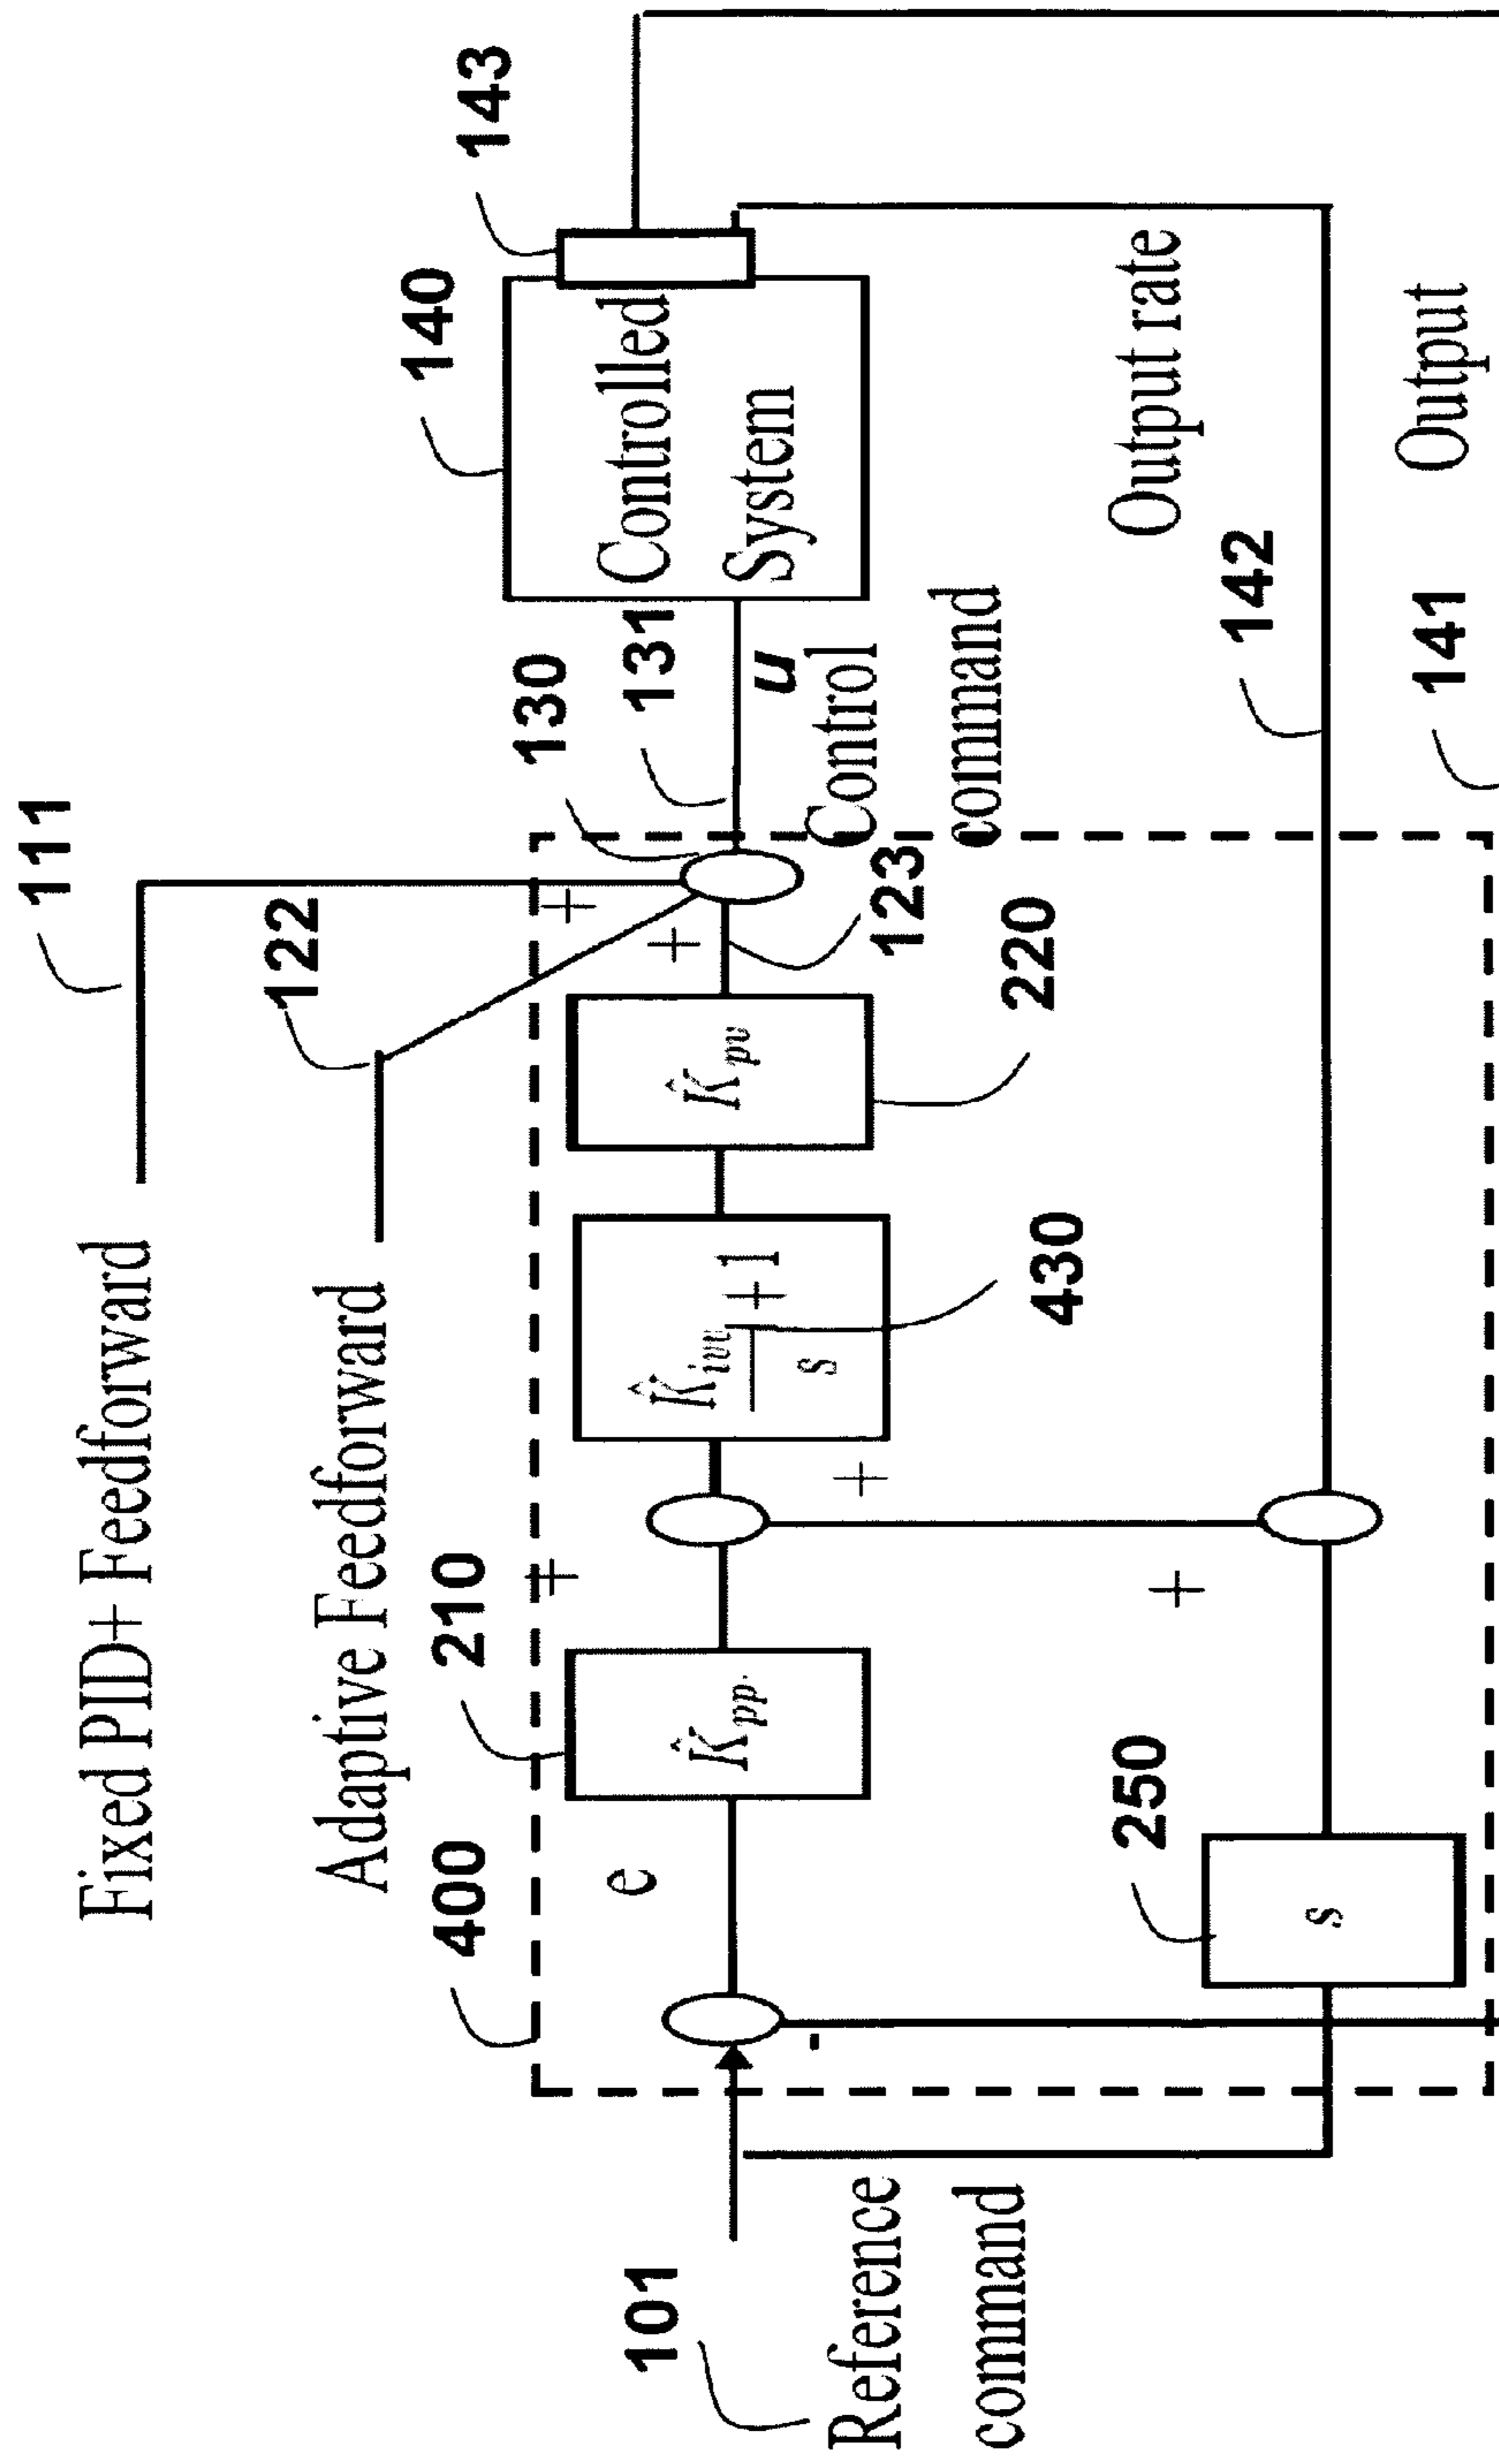 111
Fixed PID+ Feedforward
122
Adaptive Feedforward
143
140
Controlled
System
130
131
u
Control
command
400
210
+
+
+
e
K̂pp
K̂ivv
s
+1
K̂pv
123
220
430
+
+
-
101
Reference
command
250
s
Output rate
142
141
Output